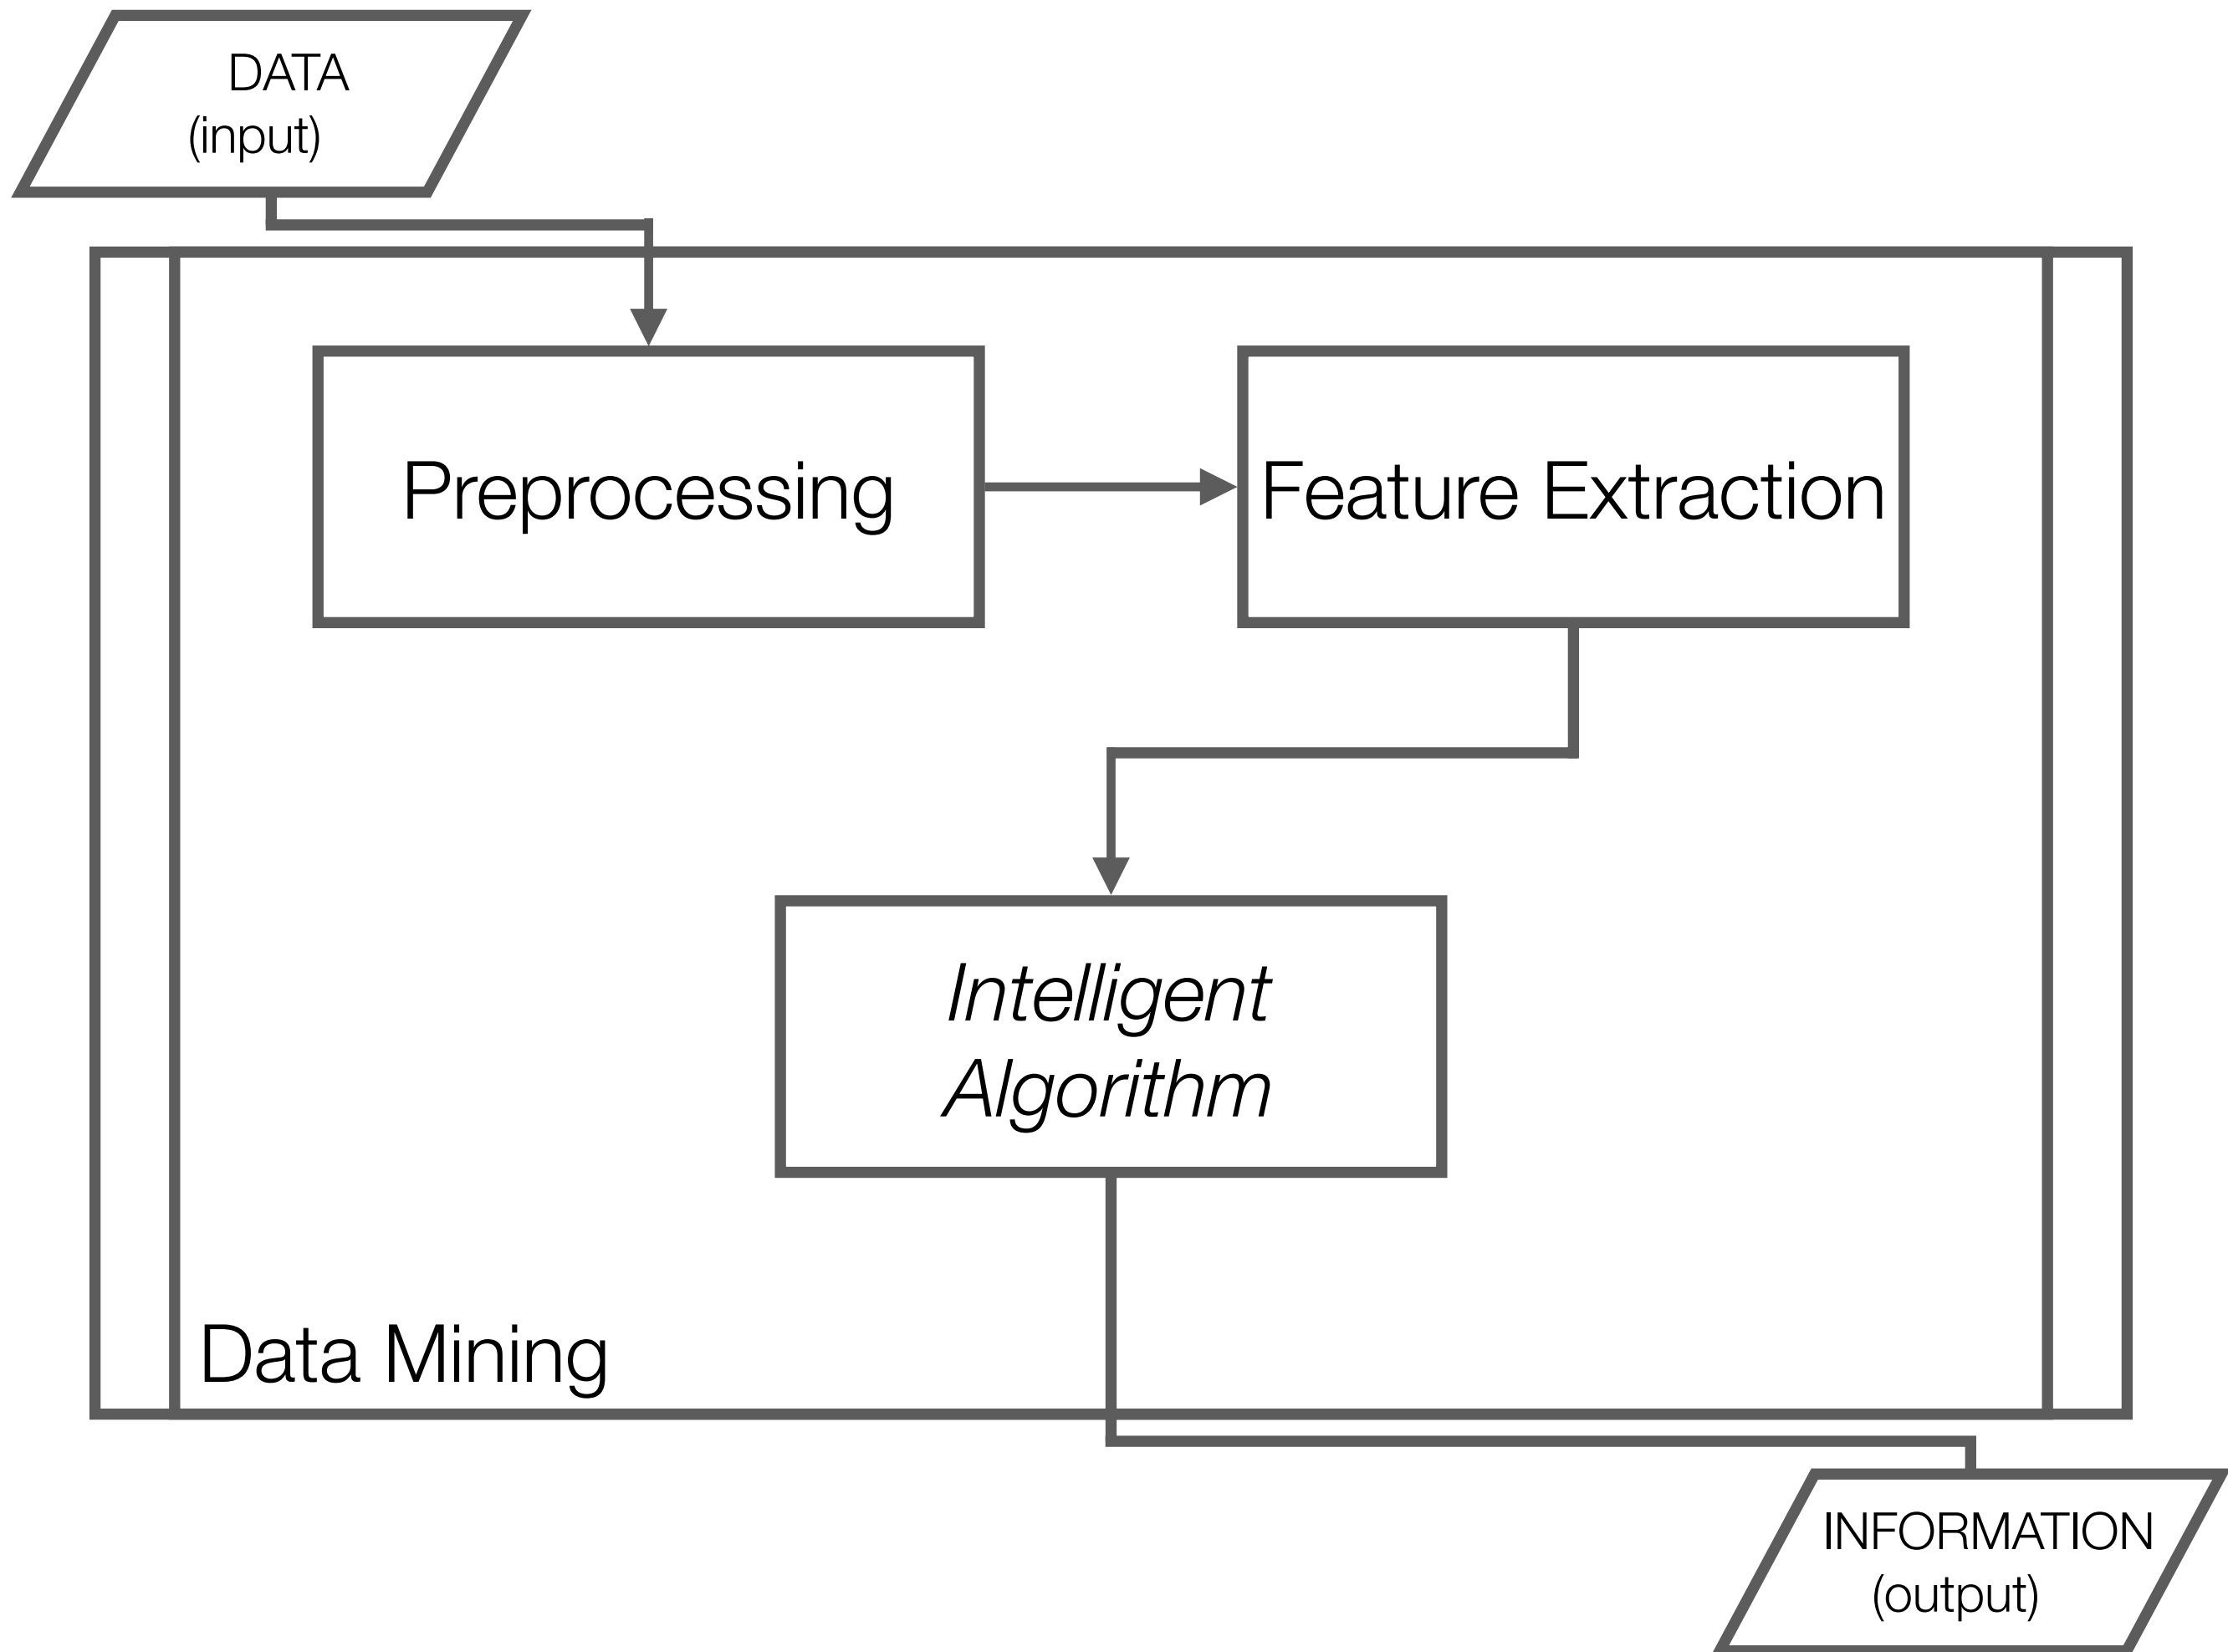 DATA
(input)
Preprocessing
Feature Extraction
Intelligent
Algorithm
Data Mining
INFORMATION
(output)